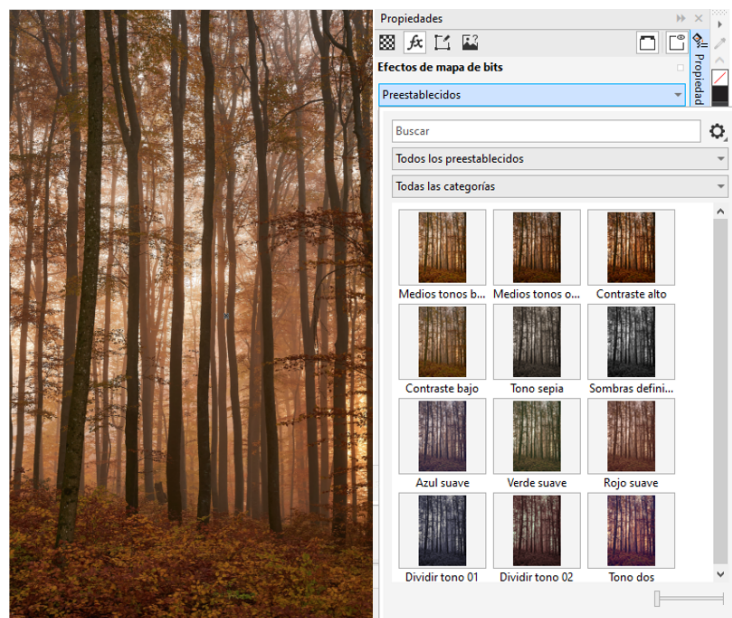 Propiedades
fx
Efectos de mapa de bits
Propiedad
Preestablecidos
Buscar
Todos los preestablecidos
Todas las categorías
Medios tonos b... Medios tonos o... Contraste alto
Contraste bajo Tono sepia Sombras defini...
Azul suave Verde suave Rojo suave
Dividir tono 01 Dividir tono 02 Tono dos